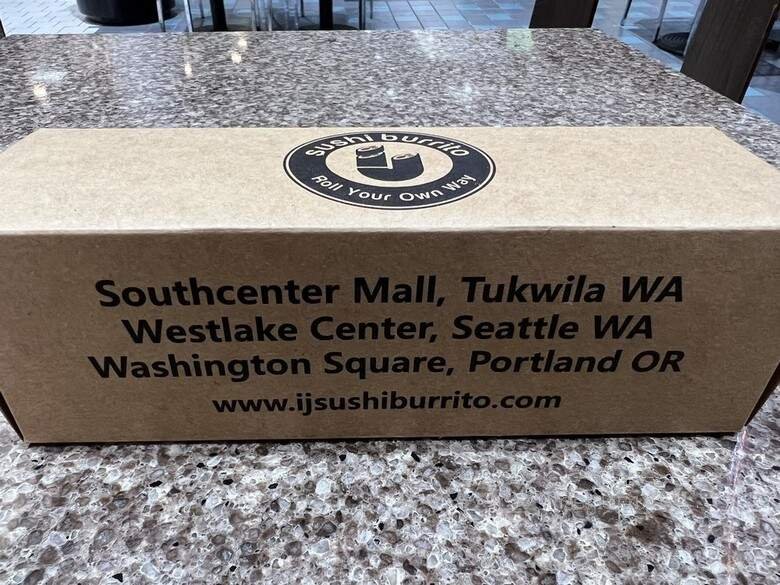 sushi burrito
Roll Your Own Way
Southcenter Mall, Tukwila WA
Westlake Center, Seattle WA
Washington Square, Portland OR
www.ijsushiburrito.com